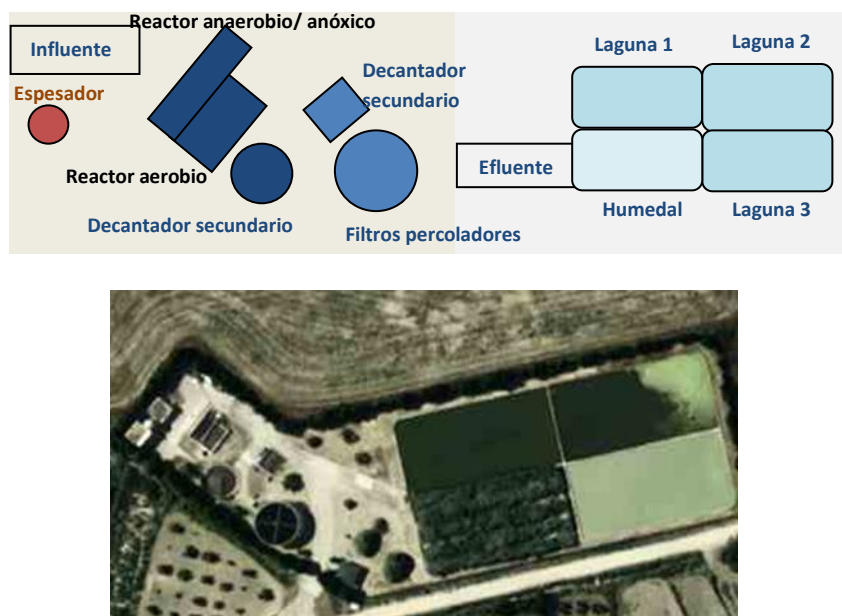 Reactor anaerobio/ anóxico
Influente
Espesador
Reactor aerobio
Decantador secundario
Decantador
secundario
Filtros percoladores
Laguna 1
Laguna 2
Efluente
Humedal
Laguna 3